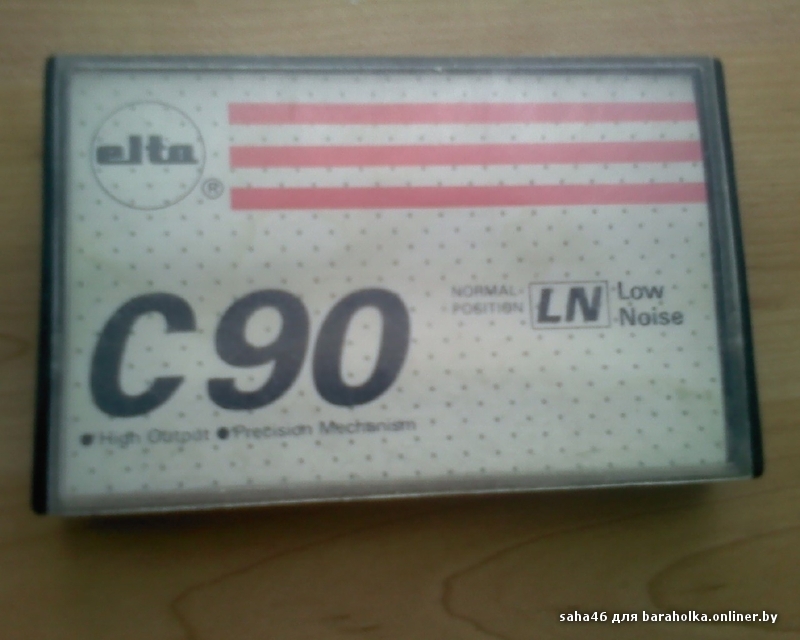 elta
®
C90
NORMAL
POSITION
LN
Low
Noise
● High Output ● Precision Mechanism
saha46 для baraholka.onliner.by